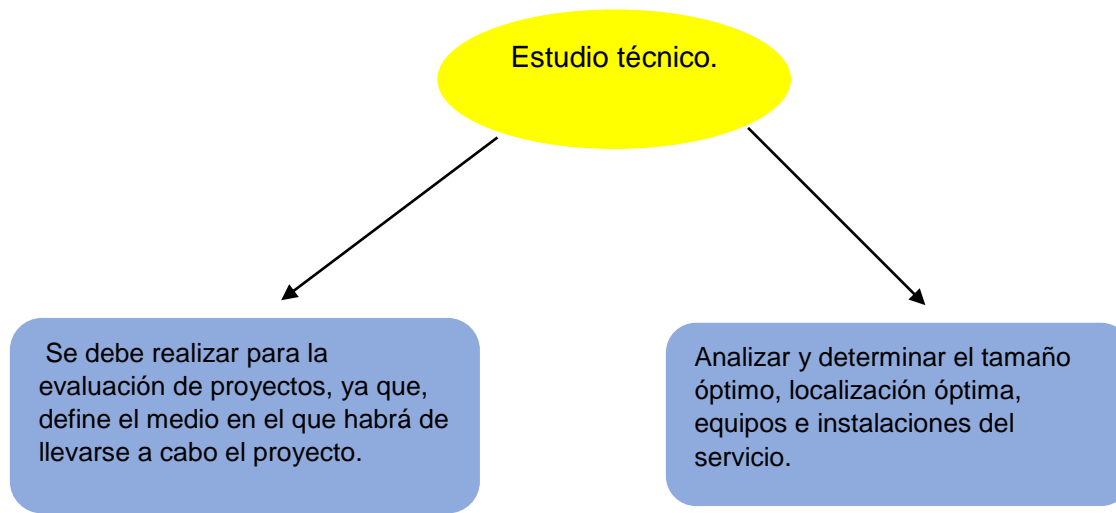 Estudio técnico.
Se debe realizar para la
evaluación de proyectos, ya que,
define el medio en el que habrá de
llevarse a cabo el proyecto.
Analizar y determinar el tamaño
óptimo, localización óptima,
equipos e instalaciones del
servicio.